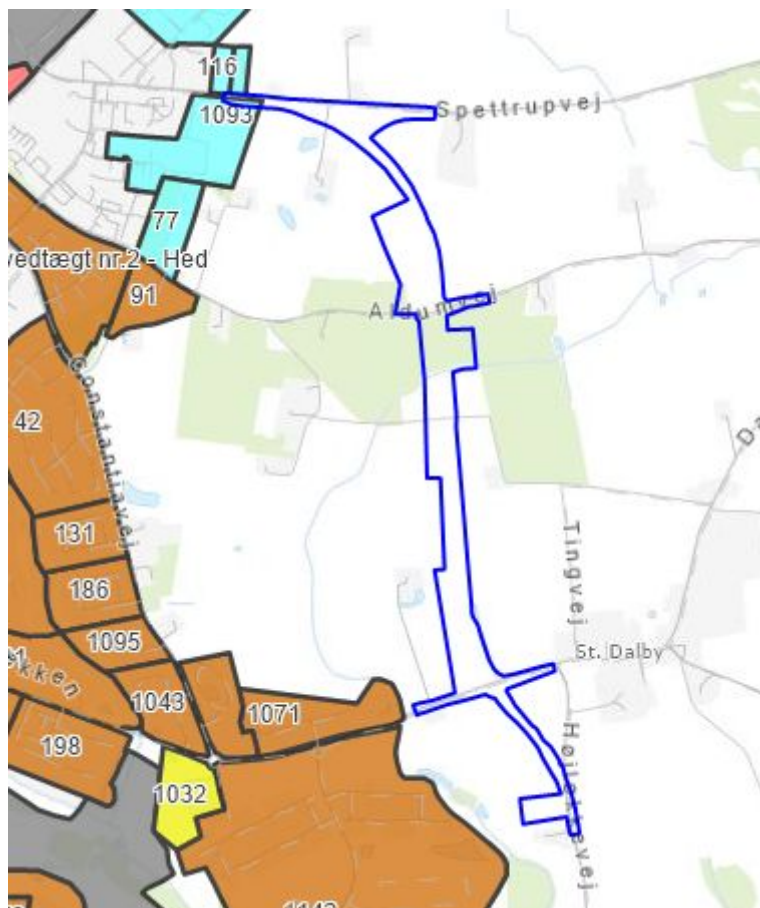 116
Spettrupvej
1093
77
vedtægt nr.2 - Hed
91
Aldumvej
Constantiavej
42
131
Tingvej
186
1095
St. Dalby
1043
1071
198
1032